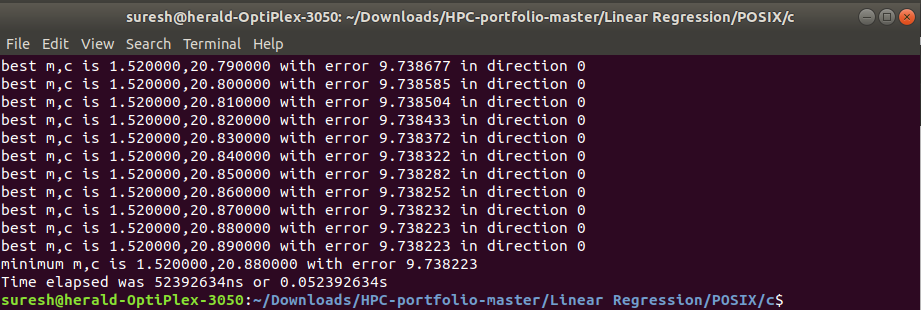 suresh@herald-OptiPlex-3050: ~/Downloads/HPC-portfolio-master/Linear Regression/POSIX/c
File Edit View Search Terminal Help
best m,c is 1.520000,20.790000 with error 9.738677 in direction 0
best m,c is 1.520000,20.800000 with error 9.738585 in direction 0
best m,c is 1.520000,20.810000 with error 9.738504 in direction 0
best m,c is 1.520000,20.820000 with error 9.738433 in direction 0
best m,c is 1.520000,20.830000 with error 9.738372 in direction 0
best m,c is 1.520000,20.840000 with error 9.738322 in direction 0
best m,c is 1.520000,20.850000 with error 9.738282 in direction 0
best m,c is 1.520000,20.860000 with error 9.738252 in direction 0
best m,c is 1.520000,20.870000 with error 9.738232 in direction 0
best m,c is 1.520000,20.880000 with error 9.738223 in direction 0
best m,c is 1.520000,20.890000 with error 9.738223 in direction 0
minimum m,c is 1.520000,20.880000 with error 9.738223
Time elapsed was 52392634ns or 0.052392634s
suresh@herald-OptiPlex-3050:~/Downloads/HPC-portfolio-master/Linear Regression/POSIX/c$